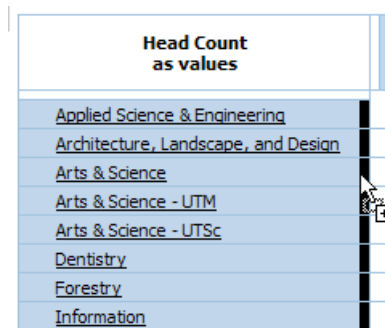 Head Count
as values
Applied Science & Engineering
Architecture, Landscape, and Design
Arts & Science
Arts & Science - UTM
Arts & Science - UTSc
Dentistry
Forestry
Information